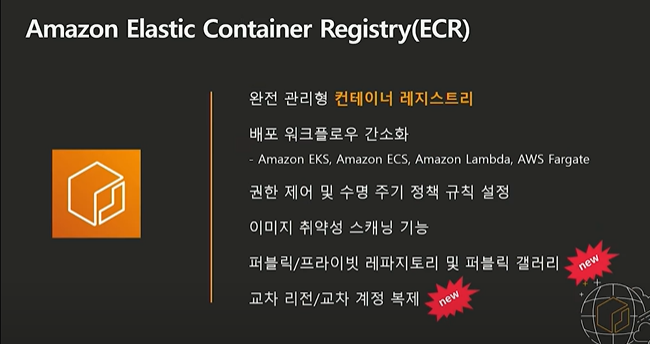 Amazon Elastic Container Registry(ECR)
완전 관리형 컨테이너 레지스트리
배포 워크플로우 간소화
- Amazon EKS, Amazon ECS, Amazon Lambda, AWS Fargate
권한 제어 및 수명 주기 정책 규칙 설정
이미지 취약성 스캐닝 기능
퍼블릭/프라이빗 레파지토리 및 퍼블릭 갤러리 new
교차 리전/교차 계정 복제 new